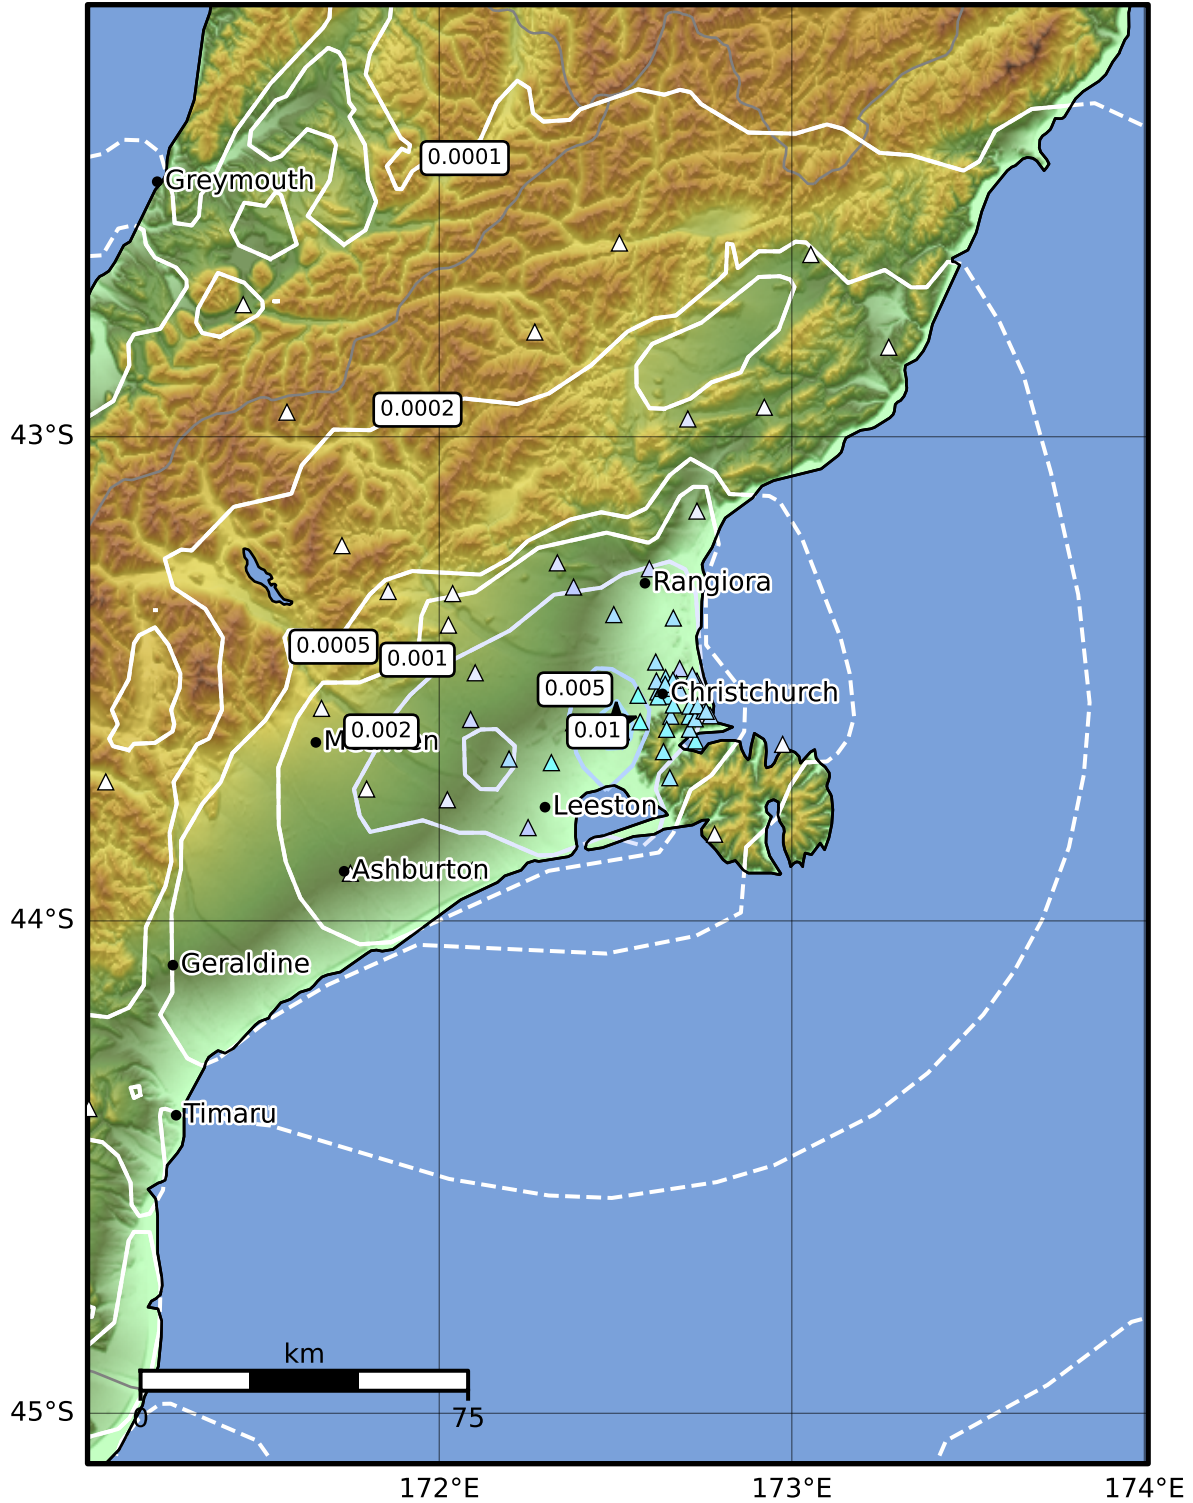 Greymouth
0.0001
0.0002
43°S
Rangiora
0.0005
0.001
0.005
Christchurch
0.002
0.01
Leeston
Ashburton
44°S
Geraldine
Timaru
km
0
75
45°S
172°E
173°E
174°E